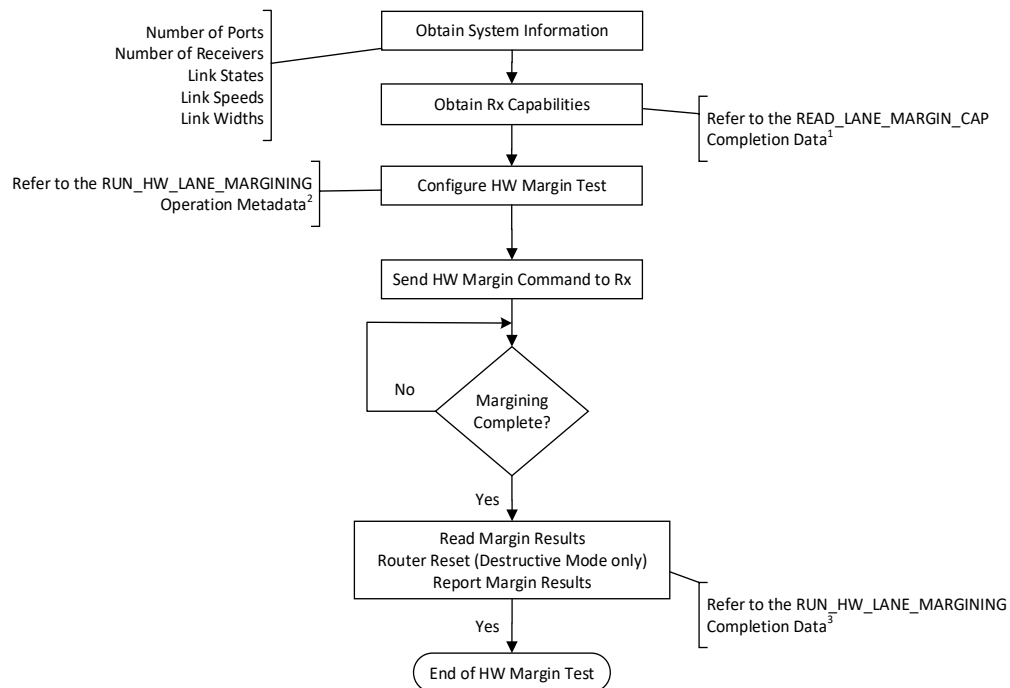 Number of Ports
Number of Receivers
Link States
Link Speeds
Link Widths
Obtain System Information
Obtain Rx Capabilities
Refer to the READ_LANE_MARGIN_CAP
Completion Data¹
Refer to the RUN_HW_LANE_MARGINING
Operation Metadata²
Configure HW Margin Test
Send HW Margin Command to Rx
No
Margining
Complete?
Yes
Read Margin Results
Router Reset (Destructive Mode only)
Report Margin Results
Refer to the RUN_HW_LANE_MARGINING
Completion Data³
Yes
End of HW Margin Test